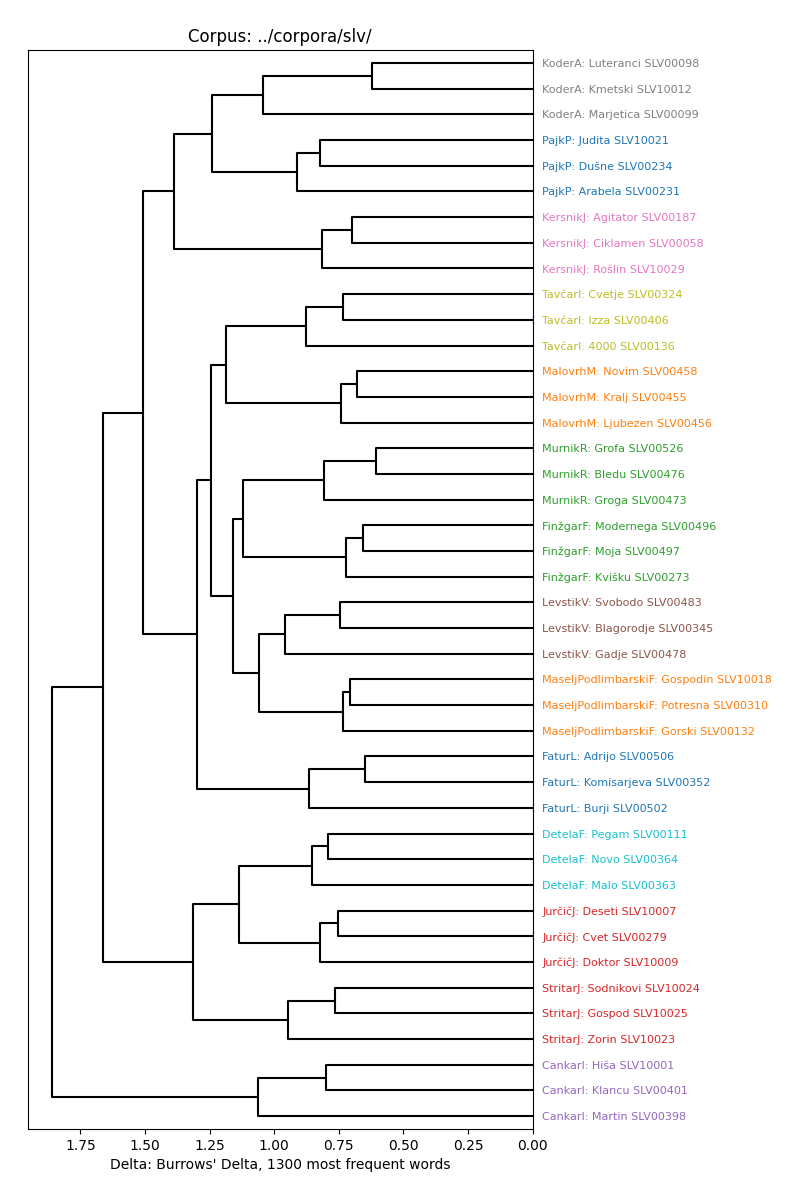 Corpus: ../corpora/slv/
KoderA: Luteranci SLV00098
KoderA: Kmetski SLV10012
KoderA: Marjetica SLV00099
PajkP: Judita SLV10021
PajkP: Dušne SLV00234
PajkP: Arabela SLV00231
KersnikJ: Agitator SLV00187
KersnikJ: Ciklamen SLV00058
KersnikJ: Rošlin SLV10029
TavčarI: Cvetje SLV00324
TavčarI: Izza SLV00406
TavčarI: 4000 SLV00136
MalovrhM: Novim SLV00458
MalovrhM: Kralj SLV00455
MalovrhM: Ljubezen SLV00456
MurnikR: Grofa SLV00526
MurnikR: Bledu SLV00476
MurnikR: Groga SLV00473
FinžgarF: Modernega SLV00496
FinžgarF: Moja SLV00497
FinžgarF: Kvišku SLV00273
LevstikV: Svobodo SLV00483
LevstikV: Blagorodje SLV00345
LevstikV: Gadje SLV00478
MaseljPodlimbarskiF: Gospodin SLV10018
MaseljPodlimbarskiF: Potresna SLV00310
MaseljPodlimbarskiF: Gorski SLV00132
FaturL: Adrijo SLV00506
FaturL: Komisarjeva SLV00352
FaturL: Burji SLV00502
DetelaF: Pegam SLV00111
DetelaF: Novo SLV00364
DetelaF: Malo SLV00363
JurčičJ: Deseti SLV10007
JurčičJ: Cvet SLV00279
JurčičJ: Doktor SLV10009
StritarJ: Sodnikovi SLV10024
StritarJ: Gospod SLV10025
StritarJ: Zorin SLV10023
CankarI: Hiša SLV10001
CankarI: Klancu SLV00401
CankarI: Martin SLV00398
1.75 1.50 1.25 1.00 0.75 0.50 0.25 0.00
Delta: Burrows' Delta, 1300 most frequent words